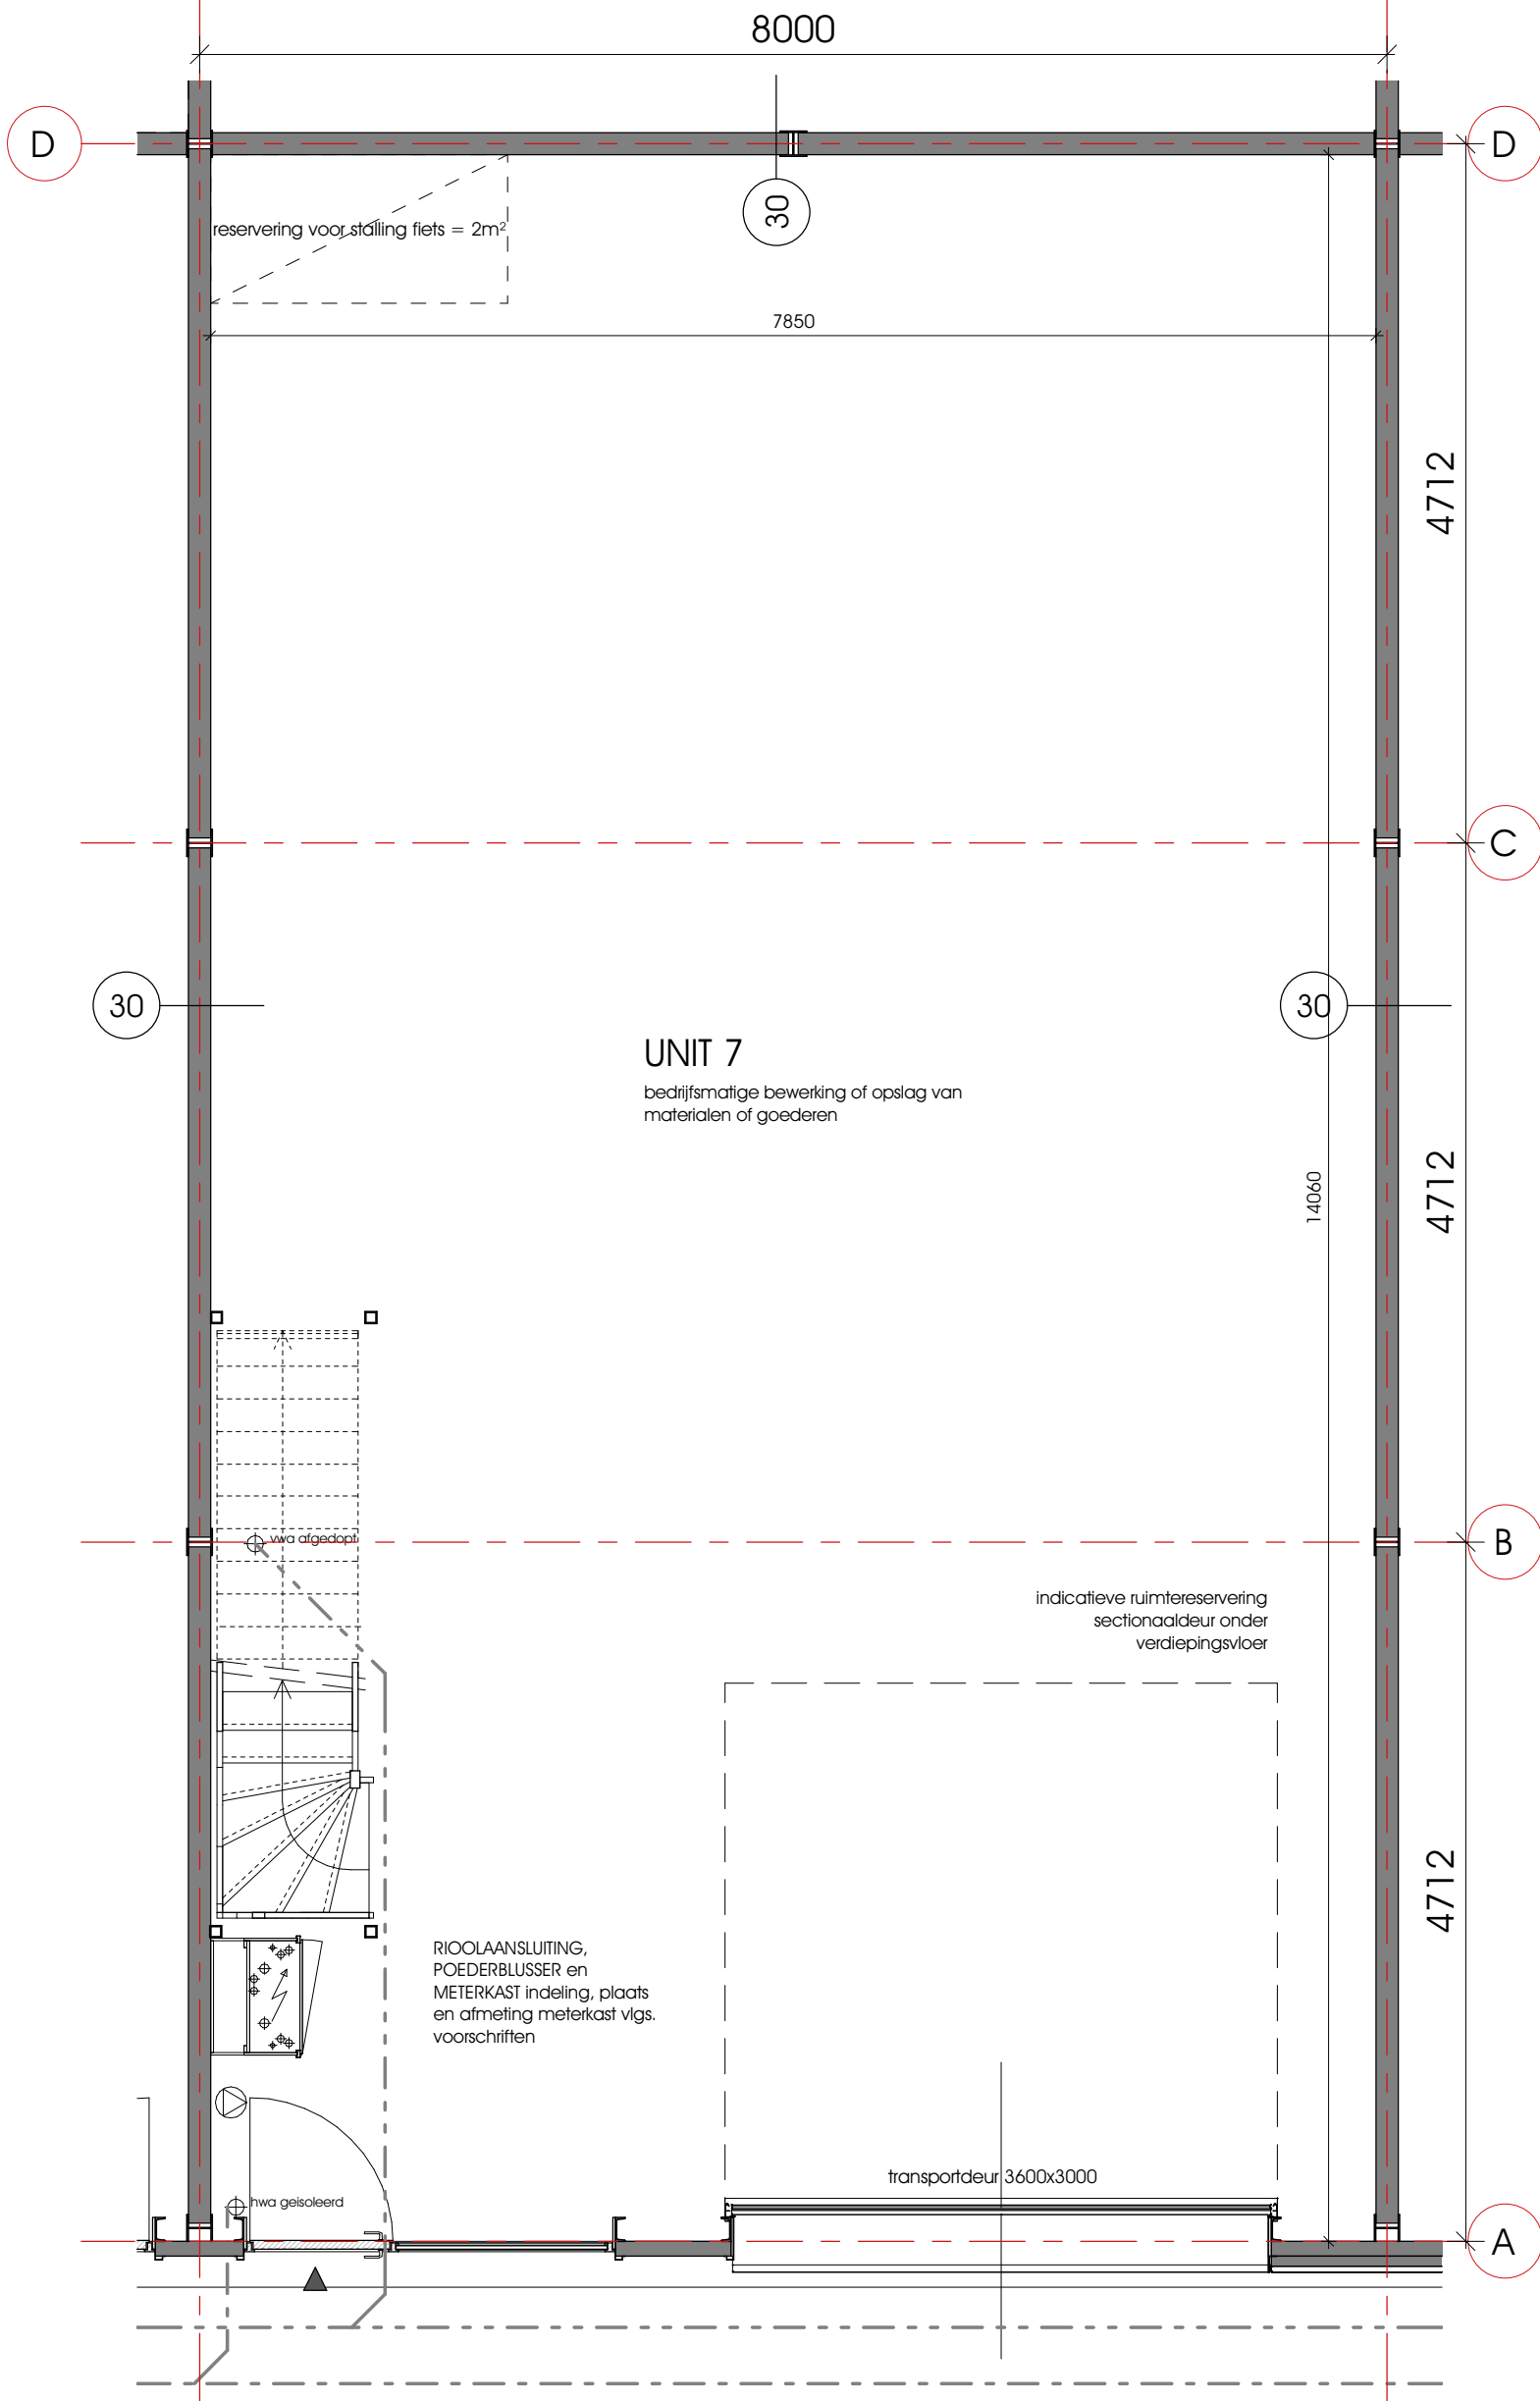 8000
D
D
30
reservering voor stalling fiets = 2m²
7850
4712
C
30
30
UNIT 7
bedrijfsmatige bewerking of opslag van
materialen of goederen
14060
4712
vwa afgedopt
B
indicatieve ruimtereservering
sectionaaldeur onder
verdiepingsvloer
4712
RIOOLAANSLUITING,
POEDERBLUSSER en
METERKAST indeling, plaats
en afmeting meterkast vlgs.
voorschriften
transportdeur 3600x3000
hwa geisoleerd
A